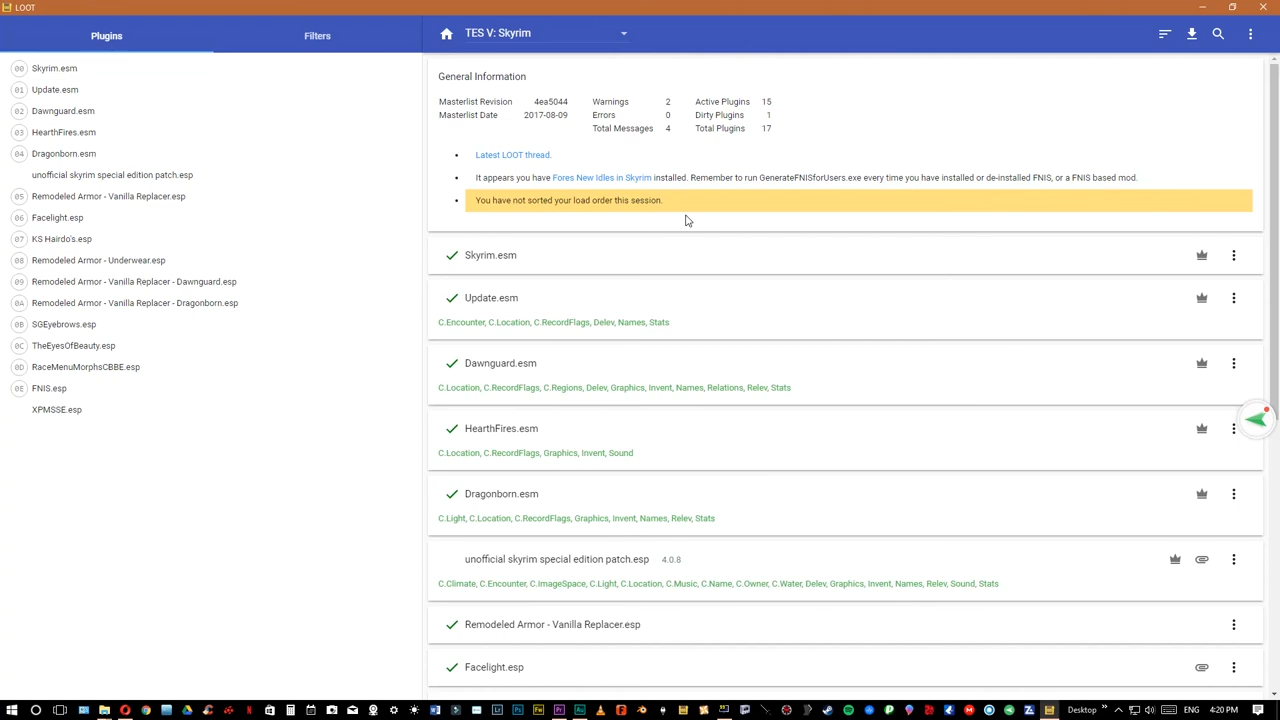 LOOT
Plugins
Filters
TES V: Skyrim
00 Skyrim.esm
01 Update.esm
02 Dawnguard.esm
03 HearthFires.esm
04 Dragonborn.esm
unofficial skyrim special edition patch.esp
05 Remodeled Armor - Vanilla Replacer.esp
06 Facelight.esp
07 KS Hairdo's.esp
08 Remodeled Armor - Underwear.esp
09 Remodeled Armor - Vanilla Replacer - Dawnguard.esp
0A Remodeled Armor - Vanilla Replacer - Dragonborn.esp
0B SGEyebrows.esp
0C TheEyesOfBeauty.esp
0D RaceMenuMorphsCBBE.esp
0E FNIS.esp
XPMSSE.esp
General Information
Masterlist Revision 4ea5044 Warnings 2 Active Plugins 15
Masterlist Date 2017-08-09 Errors 0 Dirty Plugins 1
Total Messages 4 Total Plugins 17
Latest LOOT thread.
It appears you have Fores New Idles in Skyrim installed. Remember to run GenerateFNISforUsers.exe every time you have installed or de-installed FNIS, or a FNIS based mod.
You have not sorted your load order this session.
Skyrim.esm
Update.esm
C.Encounter, C.Location, C.RecordFlags, Delev, Names, Stats
Dawnguard.esm
C.Location, C.RecordFlags, C.Regions, Delev, Graphics, Invent, Names, Relations, Relev, Stats
HearthFires.esm
C.Location, C.RecordFlags, Graphics, Invent, Sound
Dragonborn.esm
C.Light, C.Location, C.RecordFlags, Graphics, Invent, Names, Relev, Stats
unofficial skyrim special edition patch.esp 4.0.8
C.Climate, C.Encounter, C.ImageSpace, C.Light, C.Location, C.Music, C.Name, C.Owner, C.Water, Delev, Graphics, Invent, Names, Relev, Sound, Stats
Remodeled Armor - Vanilla Replacer.esp
Facelight.esp
Desktop
4:20 PM